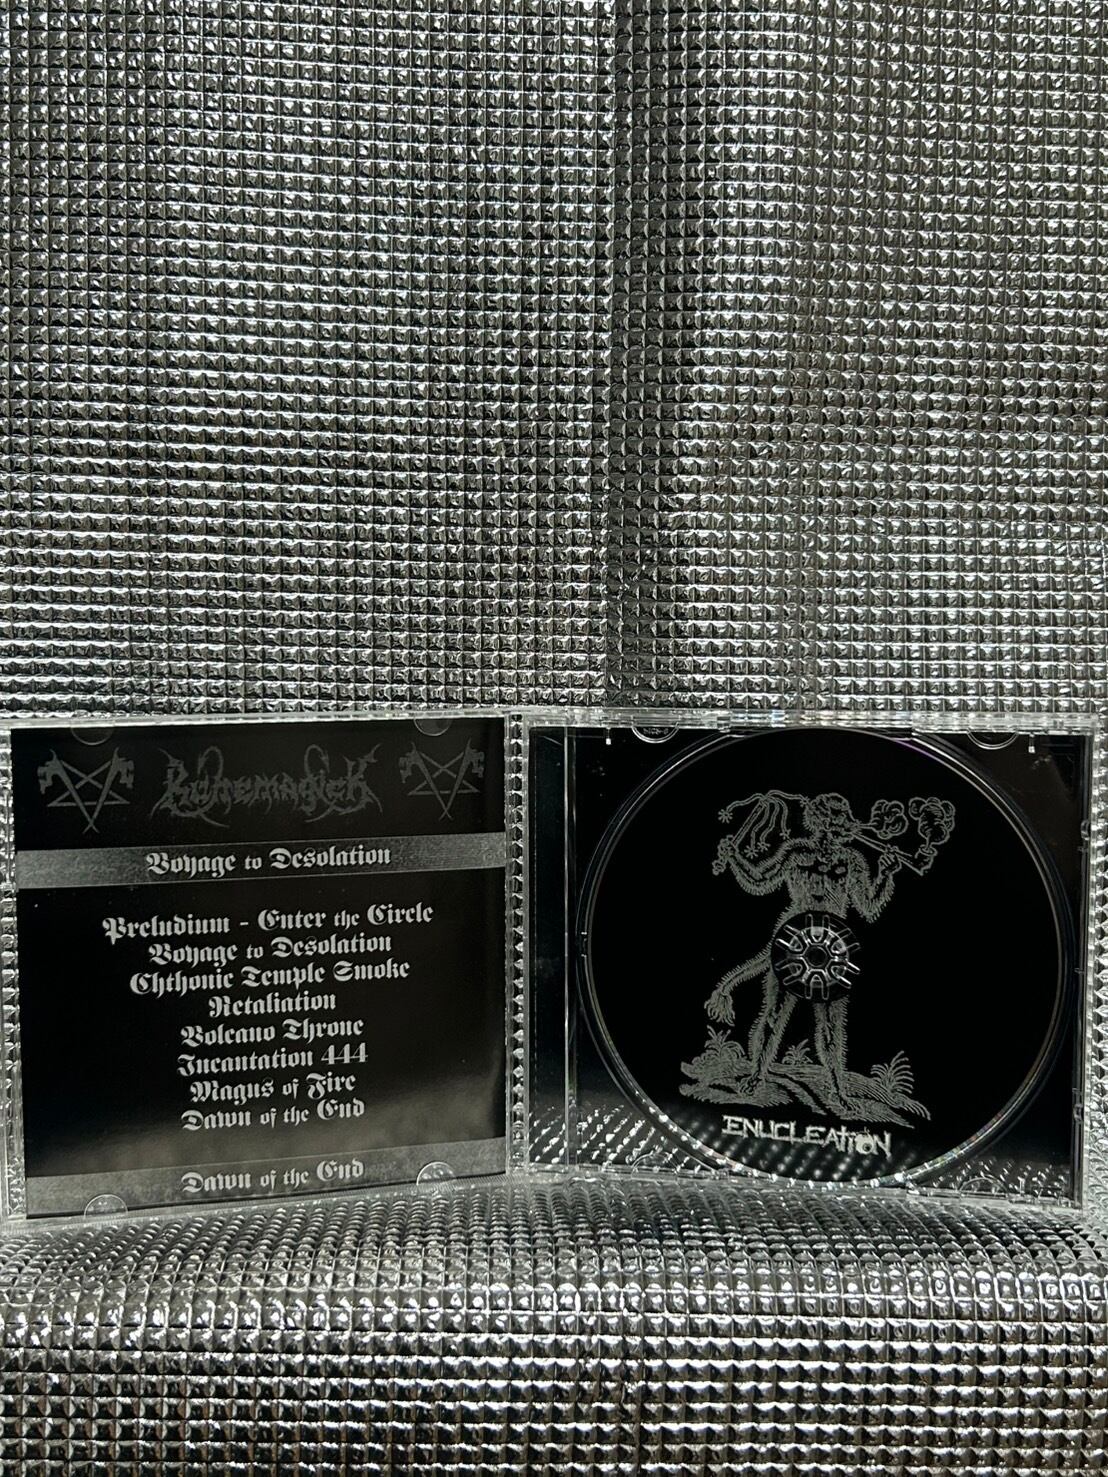 Runemagick
Voyage to Desolation
Preludium - Enter the Circle
Voyage to Desolation
Chthonic Temple Smoke
Retaliation
Volcano Throne
Incantation 444
Magus of Fire
Dawn of the End
Dawn of the End
ENUCLEATION